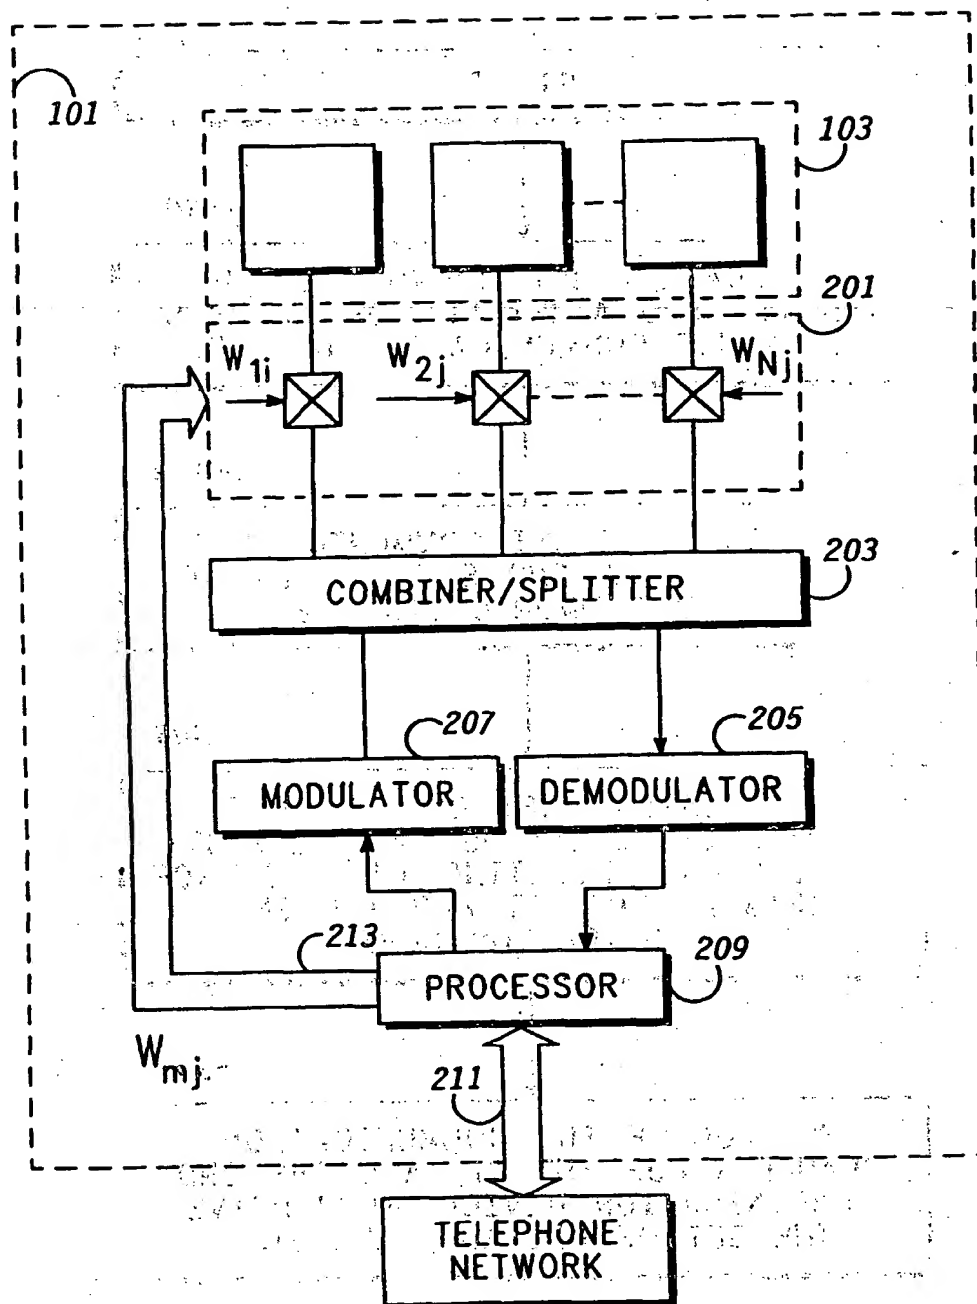 101
103
201
W1i
W2j
WNj
COMBINER/SPLITTER
203
207
205
MODULATOR
DEMODULATOR
213
PROCESSOR
209
Wmj
211
TELEPHONE
NETWORK